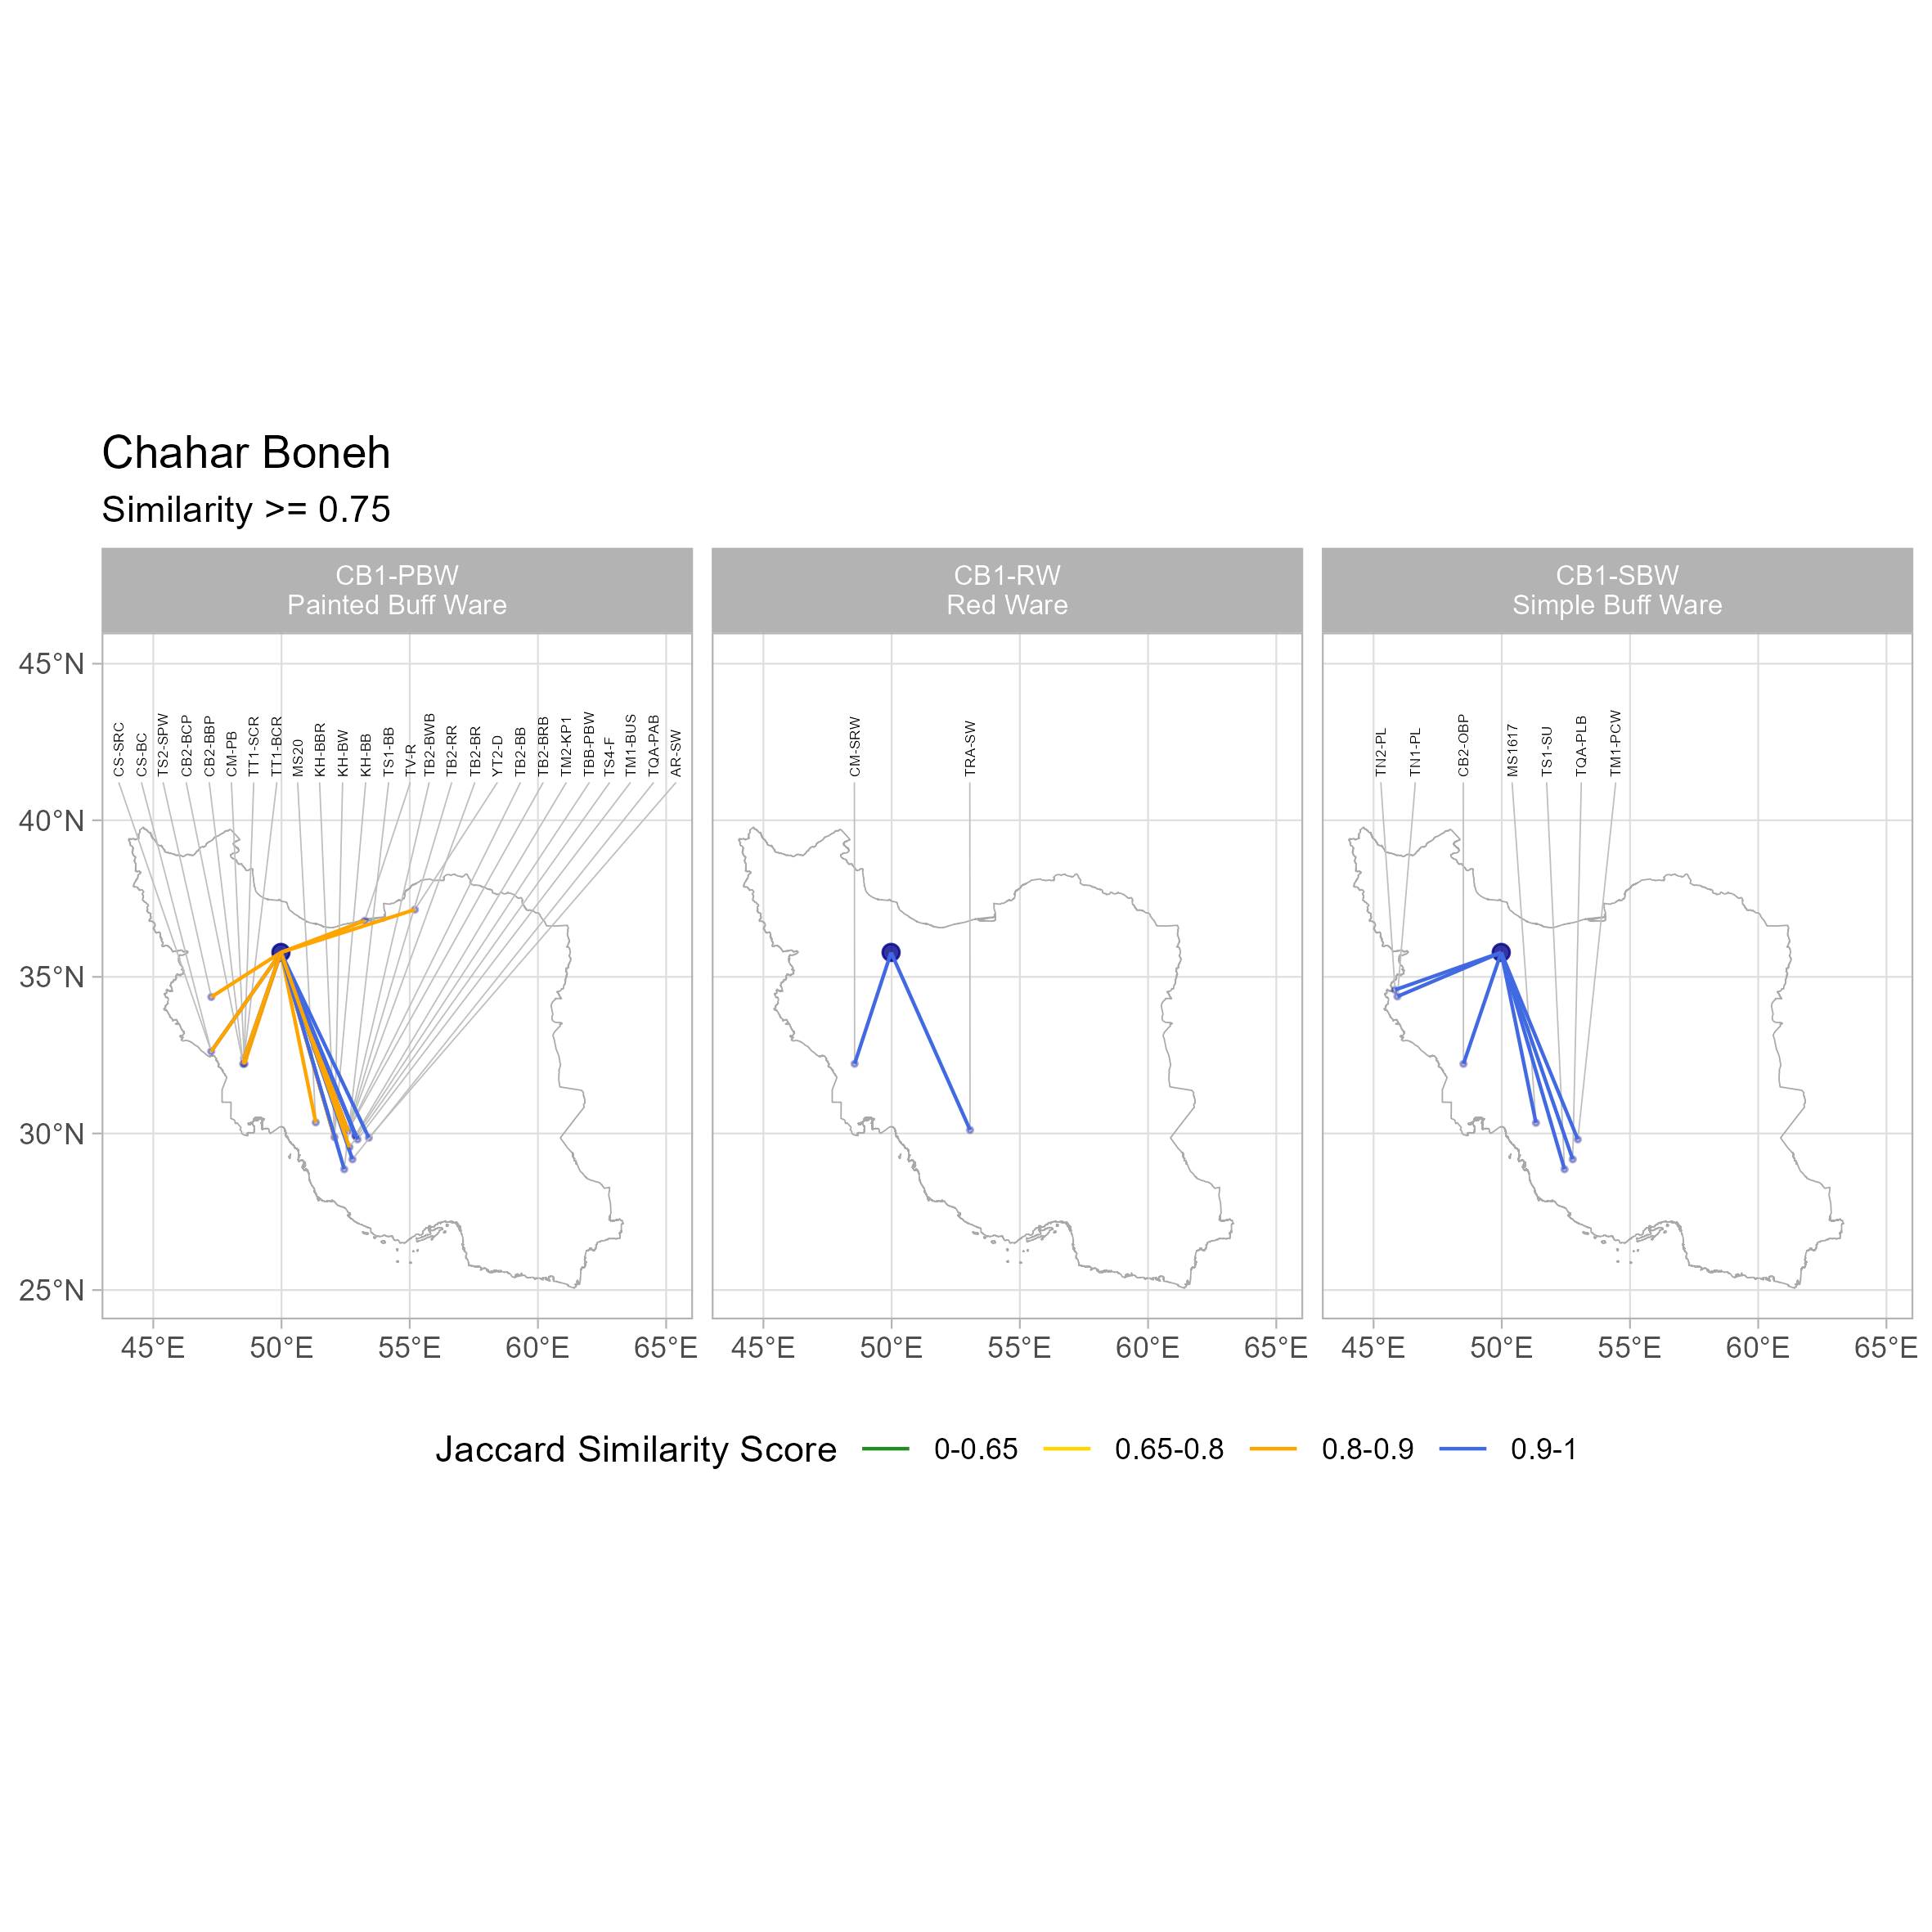 Chahar Boneh
Similarity >= 0.75
CB1-PBW
Painted Buff Ware
CB1-RW
Red Ware
CB1-SBW
Simple Buff Ware
45°N
40°N
35°N
30°N
25°N
CS-SRC
CS-BC
TS2-SPW
CB2-BCP
CB2-BBP
CM-PB
TT1-SCR
TT1-BCR
MS20
KH-BBR
KH-BW
KH-BB
TS1-BB
TV-R
TB2-BWB
TB2-RR
TB2-BR
YT2-D
TB2-BB
TB2-BRB
TM2-KP1
TBB-PBW
TS4-F
TM1-BUS
TQA-PAB
AR-SW
CM-SRW
TRA-SW
TN2-PL
TN1-PL
CB2-OBP
MS1617
TS1-SU
TQA-PLB
TM1-PCW
45°E 50°E 55°E 60°E 65°E
45°E 50°E 55°E 60°E 65°E
45°E 50°E 55°E 60°E 65°E
Jaccard Similarity Score 0-0.65 0.65-0.8 0.8-0.9 0.9-1